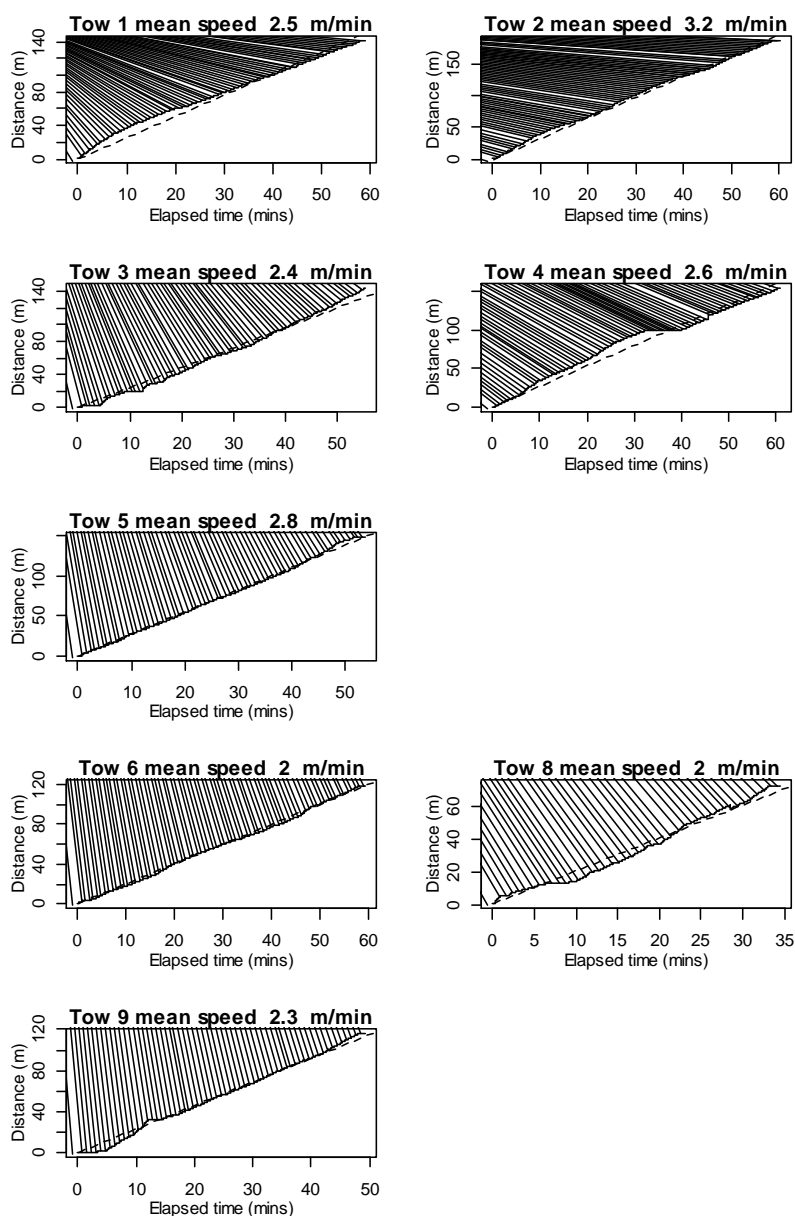 Tow 1 mean speed 2.5 m/min
Distance (m)
0 40 80 140
0 10 20 30 40 50 60
Elapsed time (mins)
Tow 2 mean speed 3.2 m/min
Distance (m)
0 50 150
0 10 20 30 40 50 60
Elapsed time (mins)
Tow 3 mean speed 2.4 m/min
Distance (m)
0 40 80 140
0 10 20 30 40 50
Elapsed time (mins)
Tow 4 mean speed 2.6 m/min
Distance (m)
0 50 100
0 10 20 30 40 50 60
Elapsed time (mins)
Tow 5 mean speed 2.8 m/min
Distance (m)
0 50 100
0 10 20 30 40 50
Elapsed time (mins)
Tow 6 mean speed 2 m/min
Distance (m)
0 40 80 120
0 10 20 30 40 50 60
Elapsed time (mins)
Tow 8 mean speed 2 m/min
Distance (m)
0 20 40 60
0 5 10 15 20 25 30 35
Elapsed time (mins)
Tow 9 mean speed 2.3 m/min
Distance (m)
0 40 80 120
0 10 20 30 40 50
Elapsed time (mins)